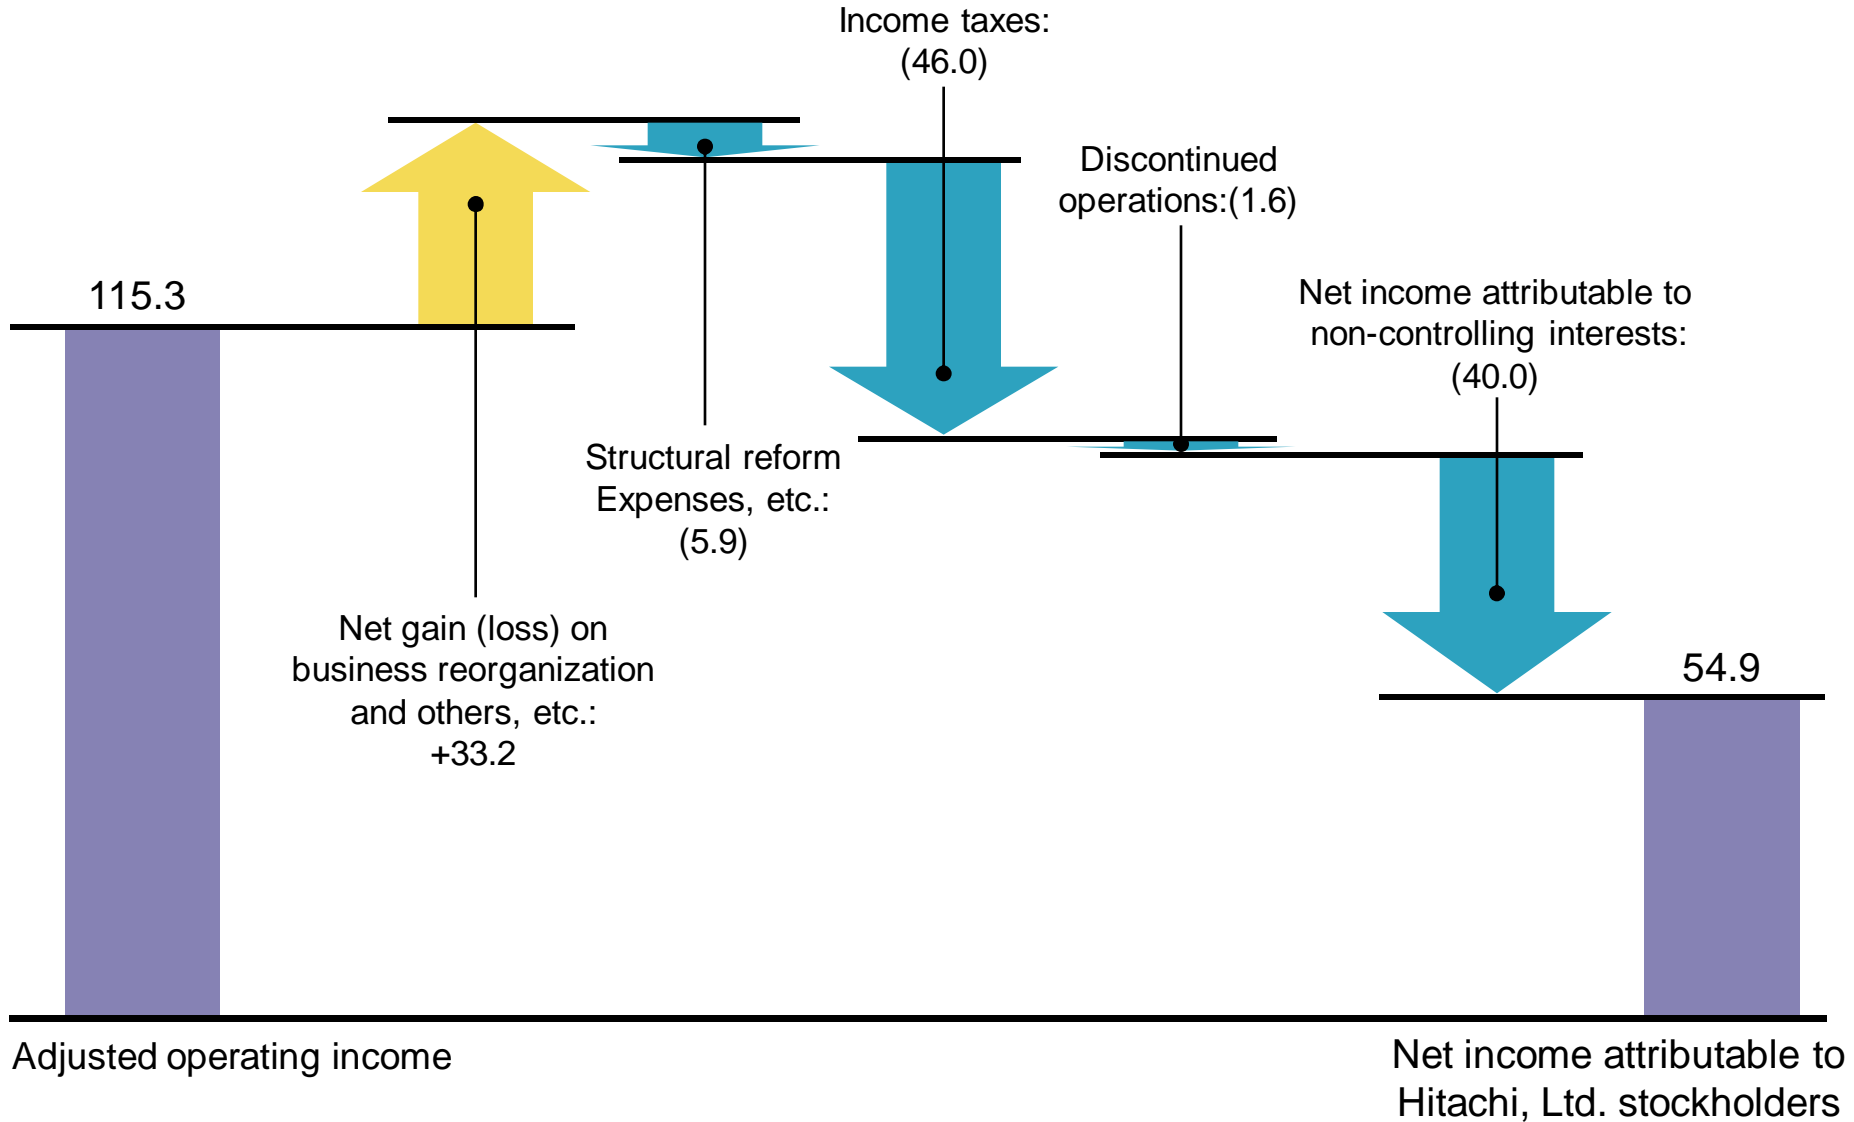 Income taxes:
(46.0)
Discontinued
operations:(1.6)
115.3
Net income attributable to
non-controlling interests:
(40.0)
Structural reform
Expenses, etc.:
(5.9)
Net gain (loss) on
business reorganization
and others, etc.:
+33.2
54.9
Adjusted operating income
Net income attributable to
Hitachi, Ltd. stockholders